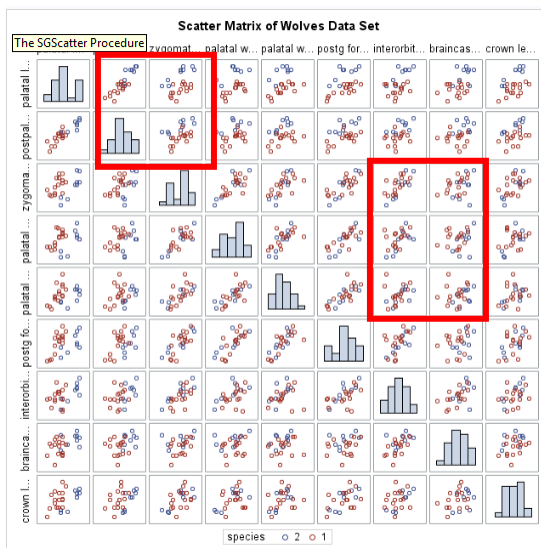 Scatter Matrix of Wolves Data Set
The SGScatter Procedure
zygomat... palatal w... palatal w... postg for... interorbit... braincas... crown le...
palatal l...
postpal...
zygoma...
palatal ...
palatal ...
postg fo...
interorbi...
brainca...
crown l...
species 2 1